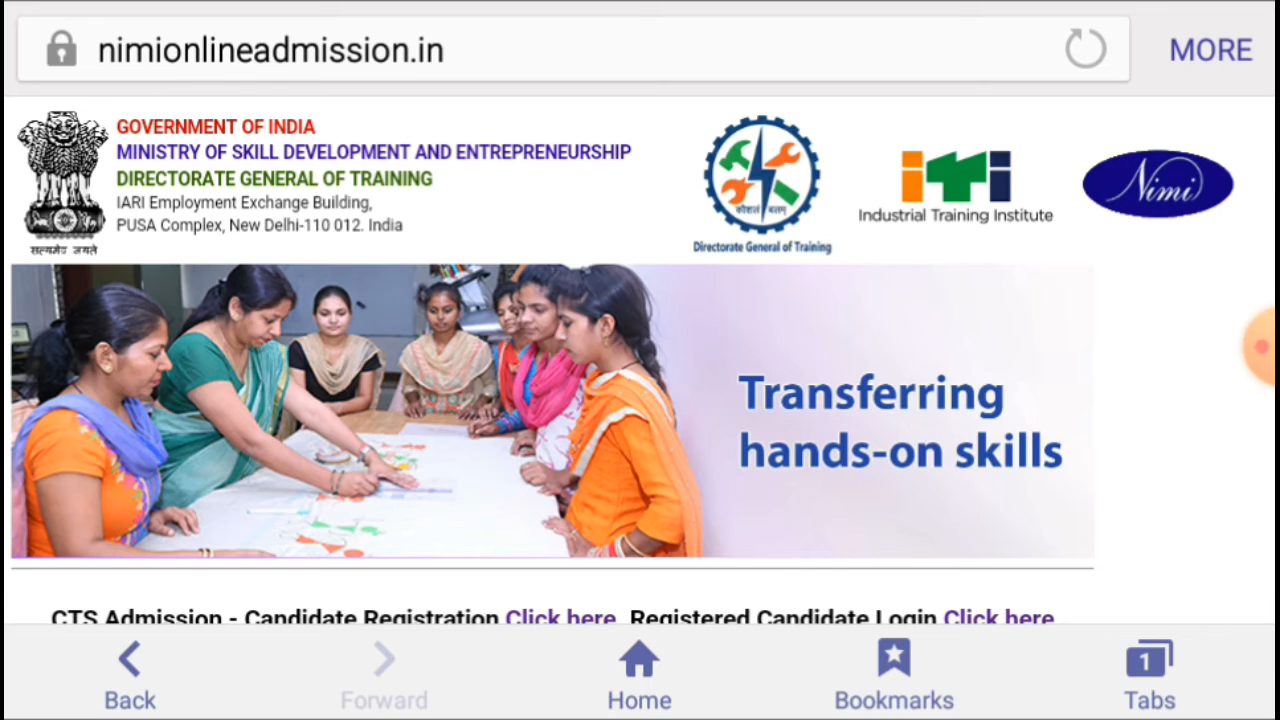 nimionlineadmission.in
MORE
GOVERNMENT OF INDIA
MINISTRY OF SKILL DEVELOPMENT AND ENTREPRENEURSHIP
DIRECTORATE GENERAL OF TRAINING
IARI Employment Exchange Building,
PUSA Complex, New Delhi-110 012. India
सत्यमेव जयते
कौशलं बलम्
Directorate General of Training
iTi
Industrial Training Institute
Nimi
Transferring
hands-on skills
CTS Admission - Candidate Registration Click here Registered Candidate Login Click here
Back
Forward
Home
Bookmarks
1
Tabs